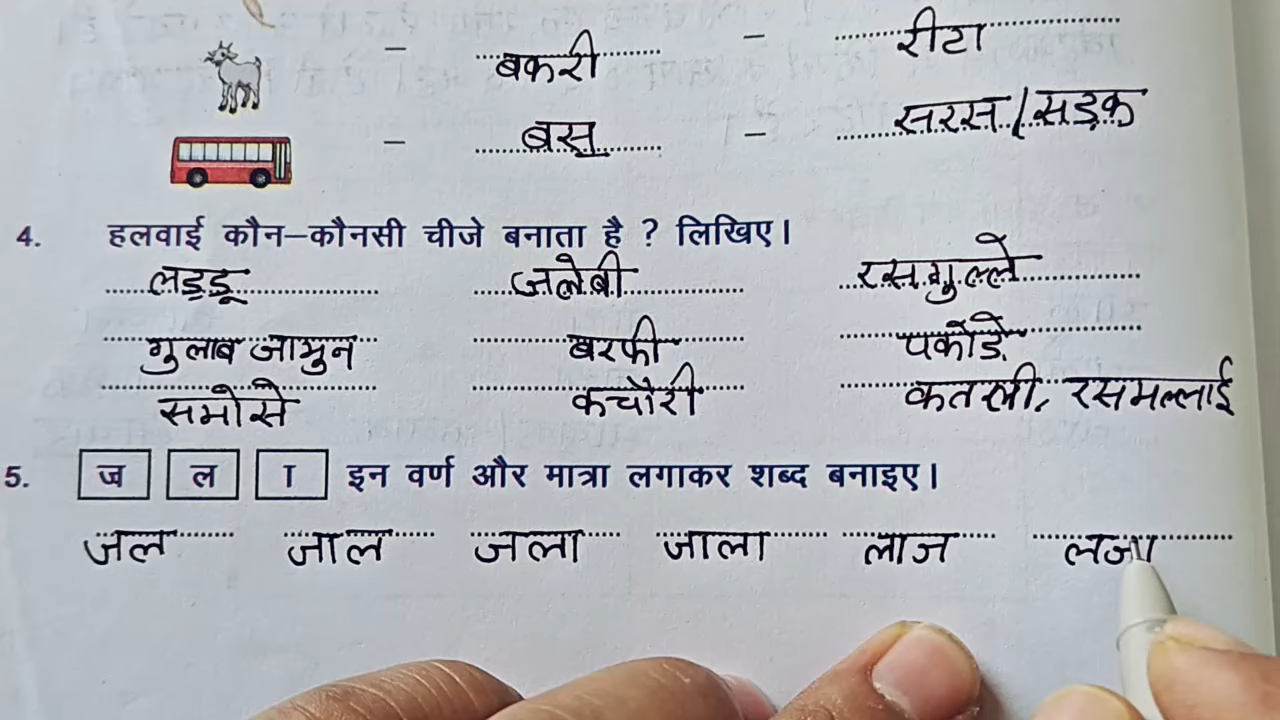 – बकरी – रीटा
– बस – सरस/सड़क
4. हलवाई कौन–कौनसी चीजे बनाता है ? लिखिए।
लड्डू जलेबी रसगुल्ले
गुलाब जामुन बरफी पकोडे़
समोसे कचोरी कतली, रसमल्लाई
5. ज ल ा इन वर्ण और मात्रा लगाकर शब्द बनाइए।
जल जाल जला जाला लाज लजा